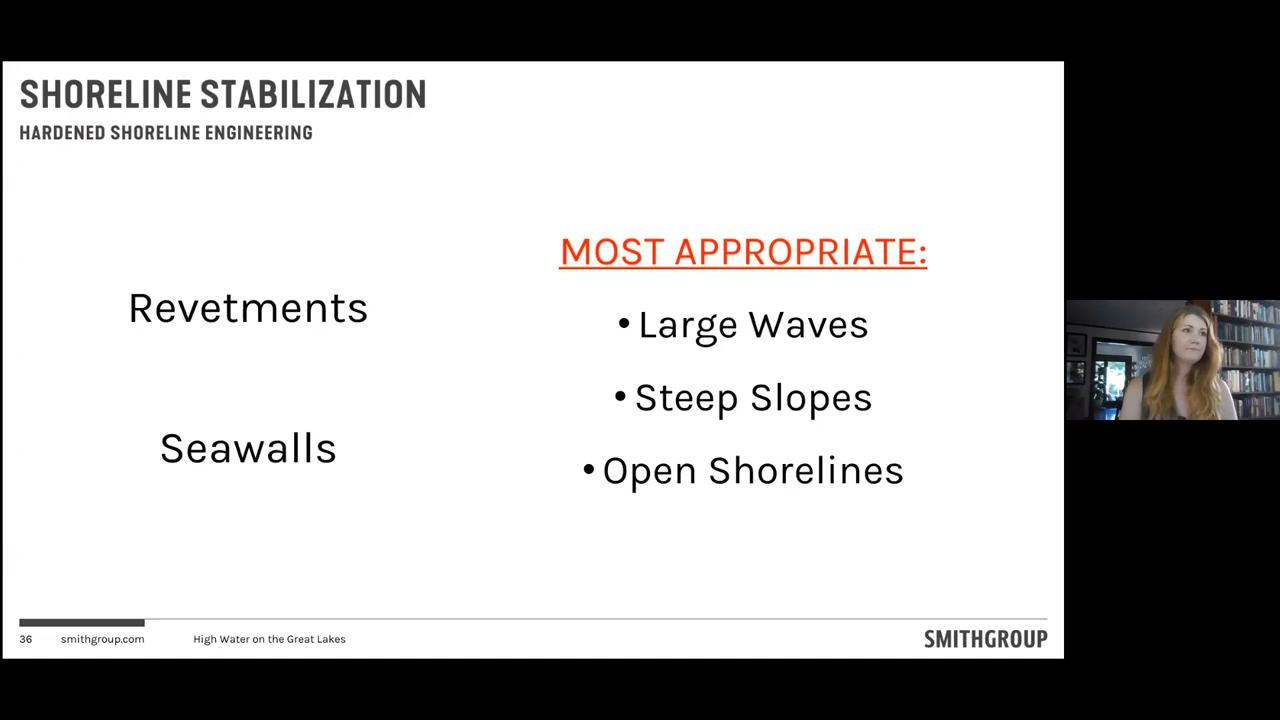 SHORELINE STABILIZATION
HARDENED SHORELINE ENGINEERING
Revetments
Seawalls
MOST APPROPRIATE:
• Large Waves
• Steep Slopes
• Open Shorelines
36 smithgroup.com High Water on the Great Lakes SMITHGROUP